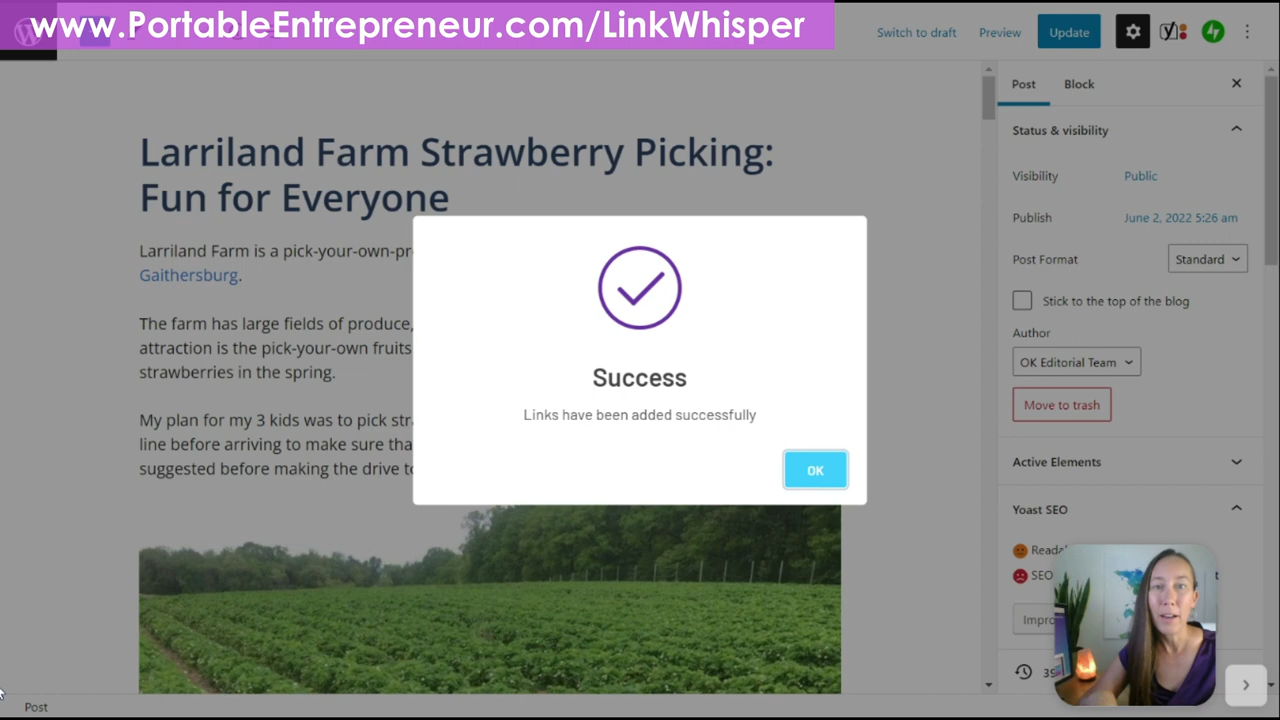 www.PortableEntrepreneur.com/LinkWhisper
Switch to draft
Preview
Update
Post
Block
Larriland Farm Strawberry Picking:
Fun for Everyone
Status & visibility
Visibility
Public
Publish
June 2, 2022 5:26 am
Post Format
Standard
Stick to the top of the blog
Author
OK Editorial Team
Move to trash
Active Elements
Yoast SEO
SEO
Larriland Farm is a pick-your-own-pr
Gaithersburg.
The farm has large fields of produce,
attraction is the pick-your-own fruits
strawberries in the spring.
My plan for my 3 kids was to pick str
line before arriving to make sure tha
suggested before making the drive to
Success
Links have been added successfully
OK
Post